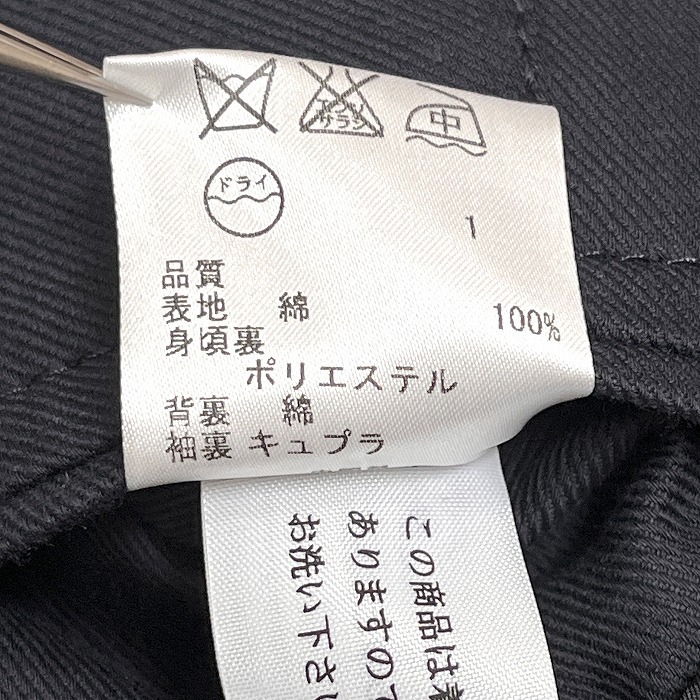 エンソ
サラシ
中
ドライ
1
品質
表地 綿 100%
身頃裏
ポリエステル
背裏 綿
袖裏 キュプラ
この商品は
ありますので
お洗い下さい